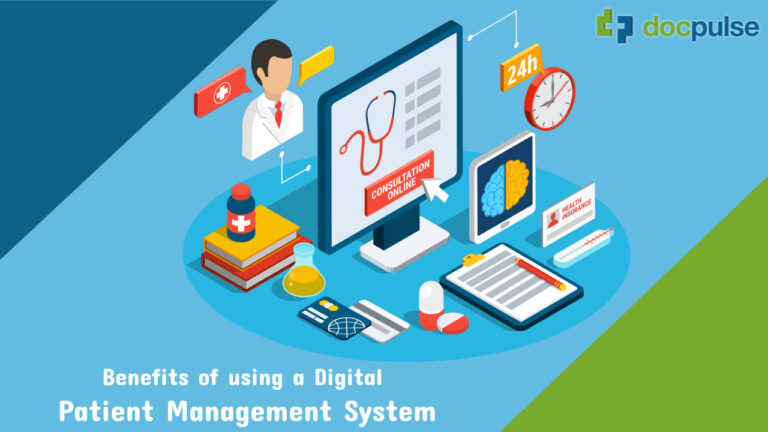 docpulse
24h
CONSULTATION
ONLINE
HEALTH
INSURANCE
Benefits of using a Digital
Patient Management System